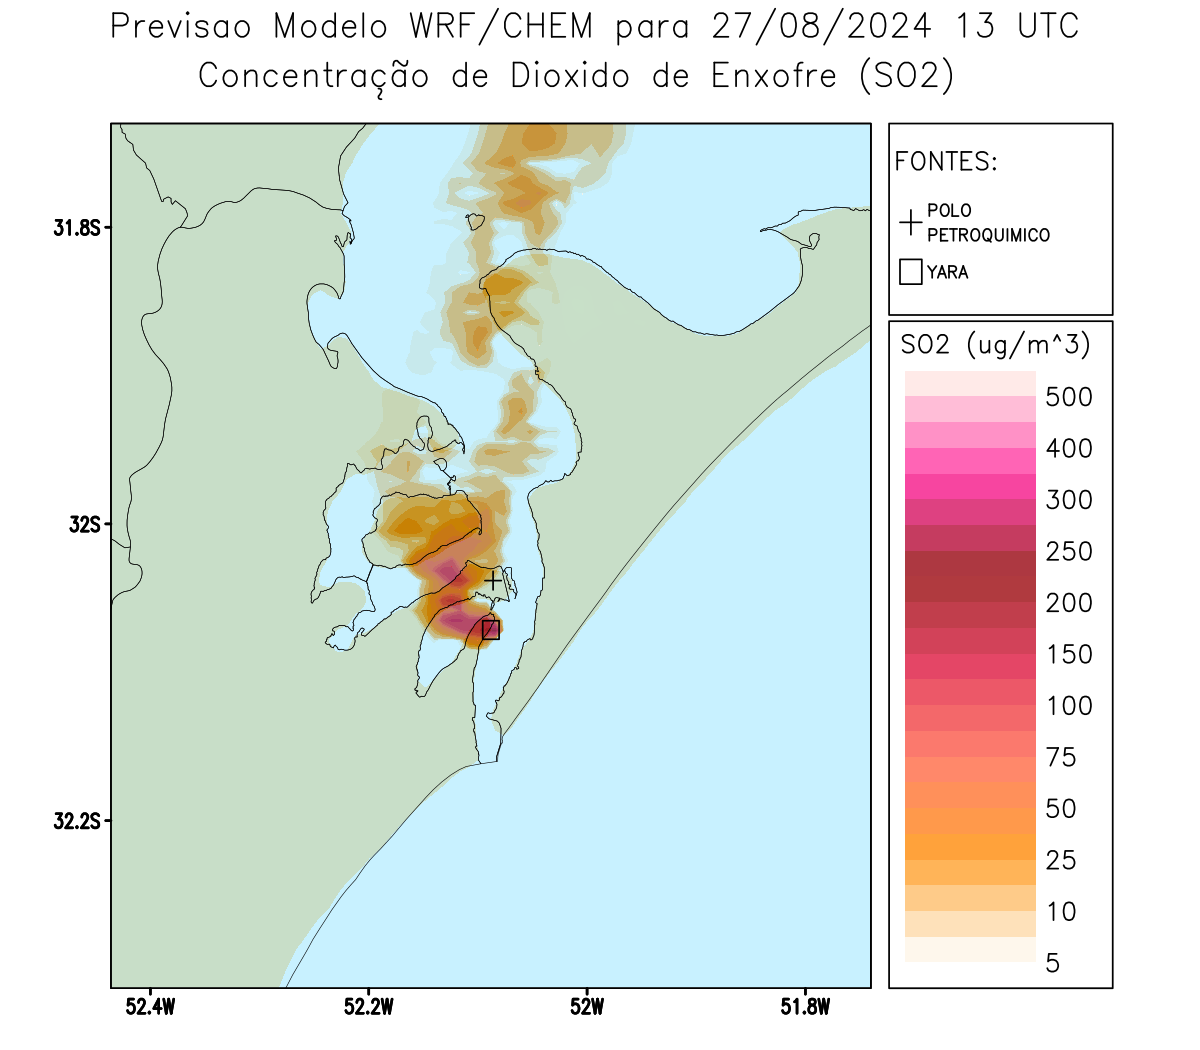 Previsao Modelo WRF/CHEM para 27/08/2024 13 UTC
Concentração de Dioxido de Enxofre (SO2)
FONTES:
POLO
PETROQUIMICO
YARA
SO2 (ug/m^3)
500
400
300
250
200
150
100
75
50
25
10
5
31.8S
32S
32.2S
52.4W
52.2W
52W
51.8W